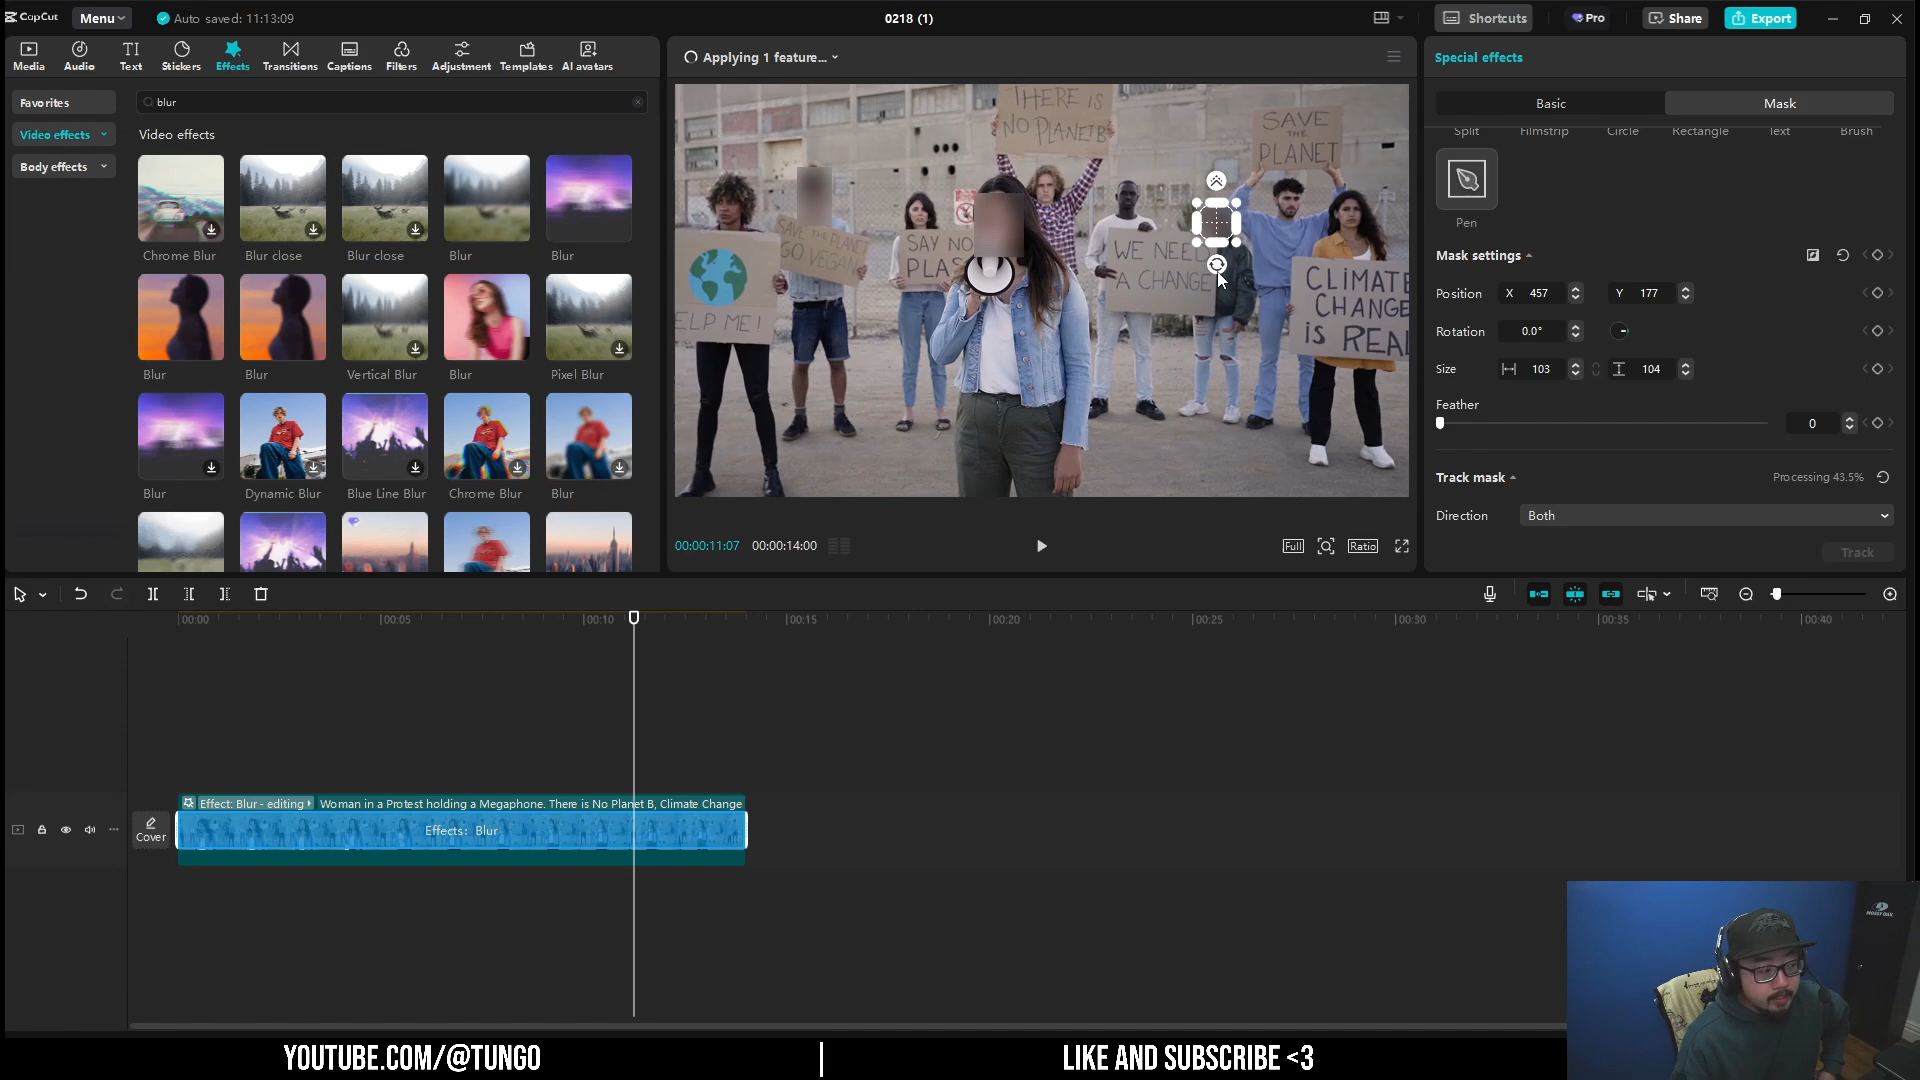 CapCut
Menu
Auto saved: 11:13:09
0218 (1)
Shortcuts
Pro
Share
Export
Media
Audio
TI
Text
Stickers
Effects
Transitions
Captions
Filters
Adjustment
Templates
AI avatars
Favorites
Video effects
Body effects
blur
Video effects
Chrome Blur
Blur close
Blur close
Blur
Blur
Blur
Blur
Vertical Blur
Blur
Pixel Blur
Blur
Dynamic Blur
Blue Line Blur
Chrome Blur
Blur
Applying 1 feature...
THERE IS
NO PLANET B
SAVE
THE
PLANET
SAVE THE PLANET
GO VEGAN
SAY NO
PLAS
WE NEED
A CHANGE
CLIMATE
CHANGE
iS REAL
ELP ME!
00:00:11:07
00:00:14:00
Full
Ratio
Special effects
Basic
Mask
Split
Filmstrip
Circle
Rectangle
Text
Brush
Pen
Mask settings
Position X 457 Y 177
Rotation 0.0°
Size 103 104
Feather
0
Track mask
Processing 43.5%
Direction
Both
Track
00:00
00:05
00:10
00:15
00:20
00:25
00:30
00:35
00:40
Cover
Effect: Blur - editing
Woman in a Protest holding a Megaphone. There is No Planet B, Climate Change
Effects: Blur
MOSSY OAK
YOUTUBE.COM/@TUNGO
LIKE AND SUBSCRIBE <3